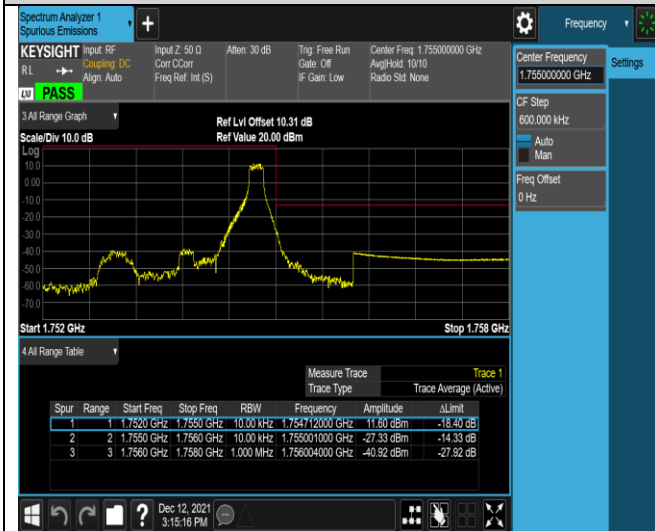 Spectrum Analyzer 1
Spurious Emissions
+
Frequency
KEYSIGHT Input: RF Input Z: 50 Ω Atten: 30 dB Trig: Free Run Center Freq: 1.755000000 GHz
R L Coupling: DC Corr CCorr Gate: Off Avg|Hold: 10/10
Align: Auto Freq Ref: Int (S) IF Gain: Low Radio Std: None
LXI PASS
Center Frequency
1.755000000 GHz
Settings
CF Step
600.000 kHz
Auto
Man
Freq Offset
0 Hz
3 All Range Graph
Ref Lvl Offset 10.31 dB
Scale/Div 10.0 dB Ref Value 20.00 dBm
Log
10.0
0.00
-10.0
-20.0
-30.0
-40.0
-50.0
-60.0
-70.0
Start 1.752 GHz Stop 1.758 GHz
4 All Range Table
Measure Trace Trace 1
Trace Type Trace Average (Active)
Spur Range Start Freq Stop Freq RBW Frequency Amplitude ΔLimit
1 1 1.7520 GHz 1.7550 GHz 10.00 kHz 1.754712000 GHz 11.60 dBm -18.40 dB
2 2 1.7550 GHz 1.7560 GHz 10.00 kHz 1.755001000 GHz -27.33 dBm -14.33 dB
3 3 1.7560 GHz 1.7580 GHz 1.000 MHz 1.756004000 GHz -40.92 dBm -27.92 dB
?
Dec 12, 2021
3:15:16 PM